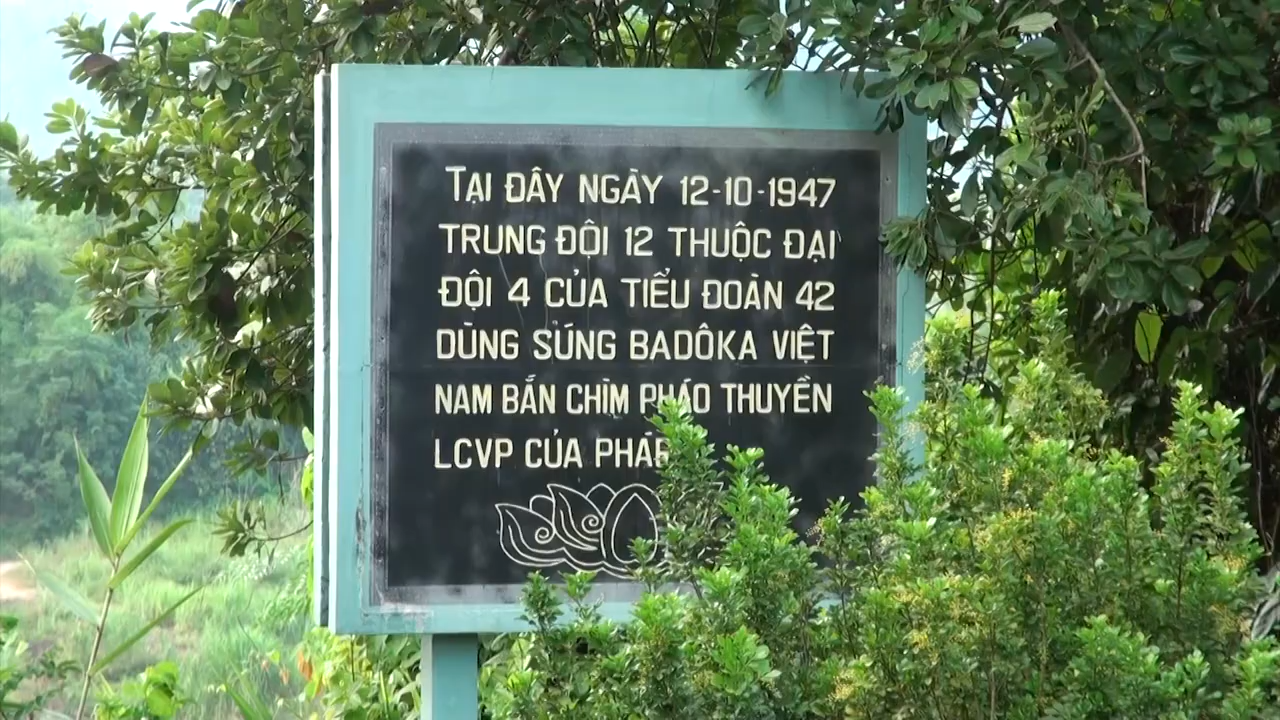 TẠI ĐÂY NGÀY 12-10-1947
TRUNG ĐỘI 12 THUỘC ĐẠI
ĐỘI 4 CỦA TIỂU ĐOÀN 42
DÙNG SÚNG BADÔKA VIỆT
NAM BẮN CHÌM PHÁO THUYỀN
LCVP CỦA PHÁP